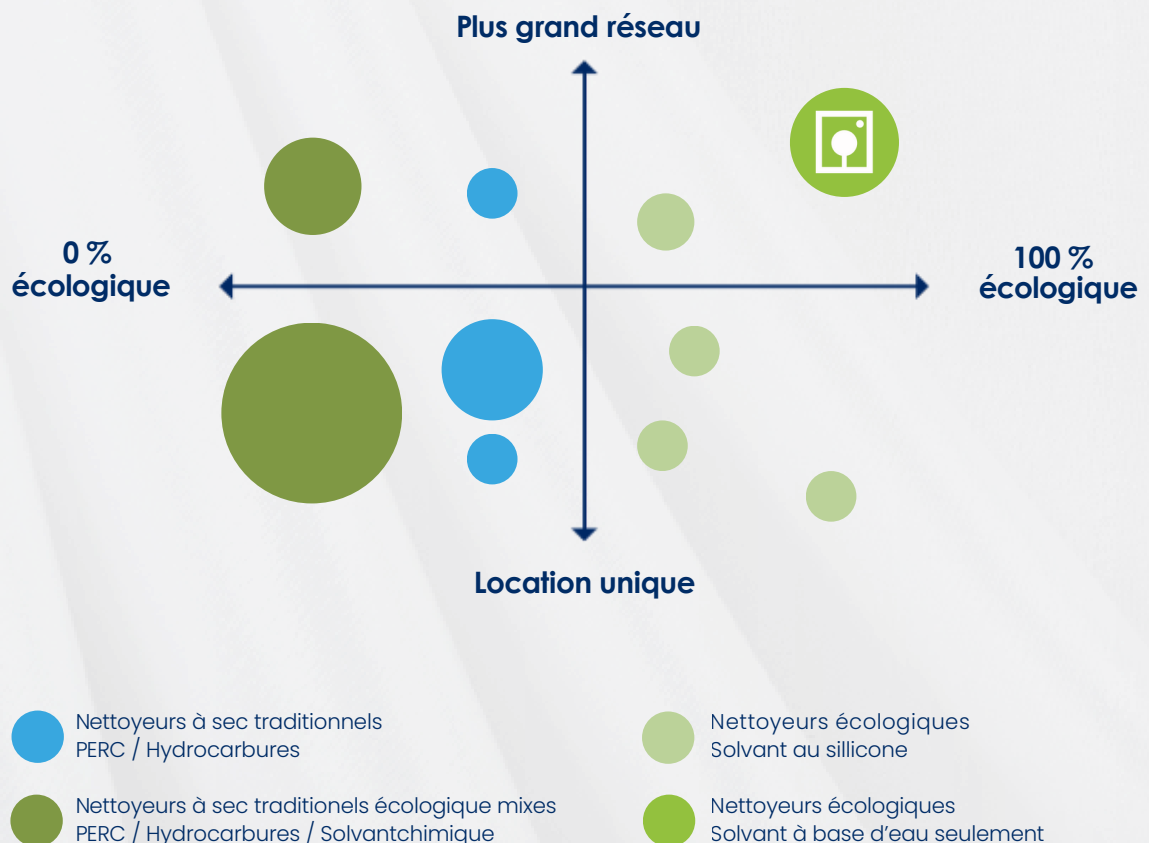 Plus grand réseau
0 %
écologique
100 %
écologique
Location unique
Nettoyeurs à sec traditionnels
PERC / Hydrocarbures
Nettoyeurs à sec traditionels écologique mixes
PERC / Hydrocarbures / Solvantchimique
Nettoyeurs écologiques
Solvant au sillicone
Nettoyeurs écologiques
Solvant à base d'eau seulement